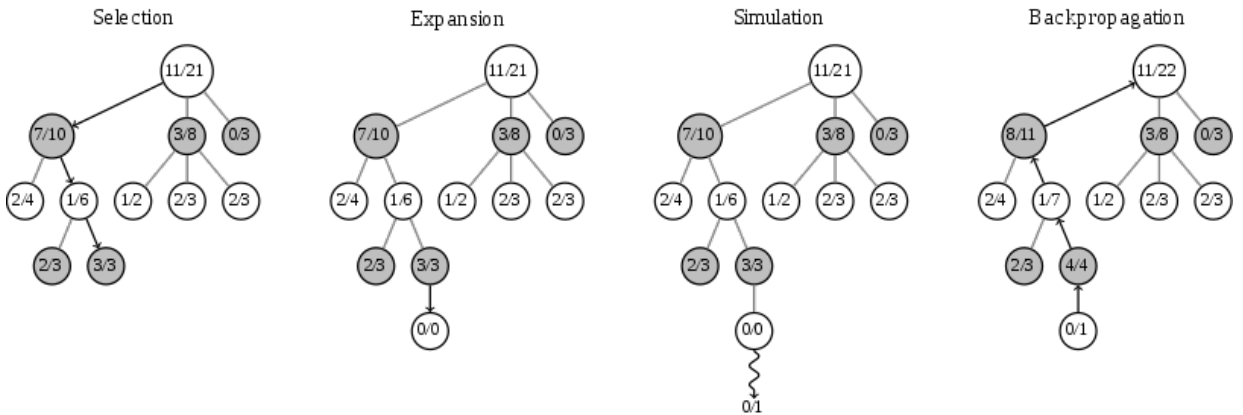 Selection Expansion Simulation Backpropagation
11/21 11/21 11/21 11/22
7/10 3/8 0/3 7/10 3/8 0/3 7/10 3/8 0/3 8/11 3/8 0/3
2/4 1/6 1/2 2/3 2/3 2/4 1/6 1/2 2/3 2/3 2/4 1/6 1/2 2/3 2/3 2/4 1/7 1/2 2/3 2/3
2/3 3/3 2/3 3/3 2/3 3/3 2/3 4/4
0/0 0/0 0/1
0/1